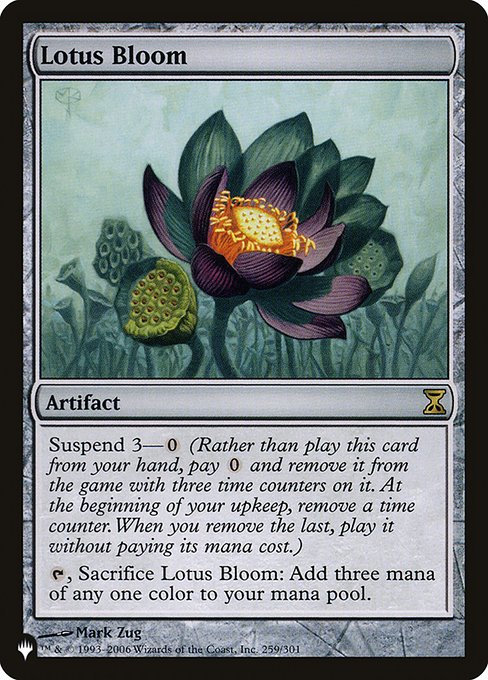 Lotus Bloom
Artifact
Suspend 3—0 (Rather than play this card
from your hand, pay 0 and remove it from
the game with three time counters on it. At
the beginning of your upkeep, remove a time
counter. When you remove the last, play it
without paying its mana cost.)
, Sacrifice Lotus Bloom: Add three mana
of any one color to your mana pool.
Mark Zug
™ & © 1993–2006 Wizards of the Coast, Inc. 259/301